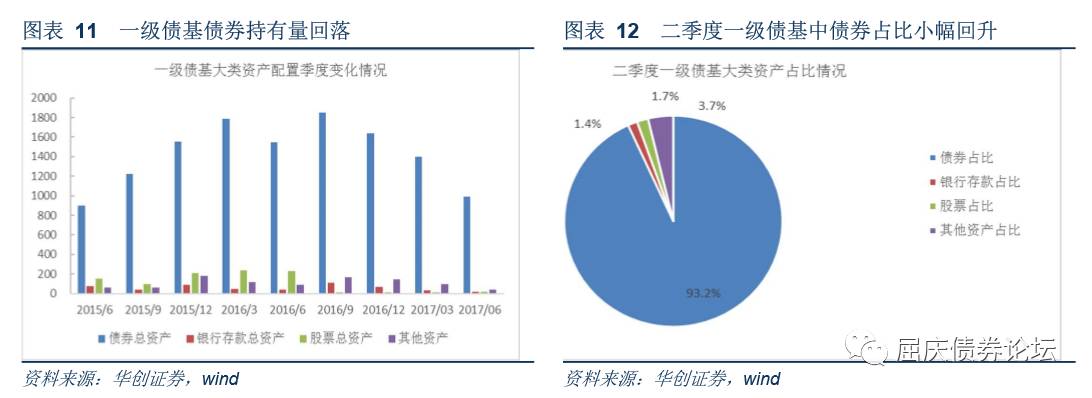 图表 11 一级债基债券持有量回落
一级债基大类资产配置季度变化情况
2000
1800
1600
1400
1200
1000
800
600
400
200
0
2015/6 2015/9 2015/12 2016/3 2016/6 2016/9 2016/12 2017/03 2017/06
债券总资产 银行存款总资产 股票总资产 其他资产
资料来源：华创证券，wind
图表 12 二季度一级债基中债券占比小幅回升
二季度一级债基大类资产占比情况
1.7%
3.7%
1.4%
93.2%
债券占比
银行存款占比
股票占比
其他资产占比
屈庆债券论坛
资料来源：华创证券，wind